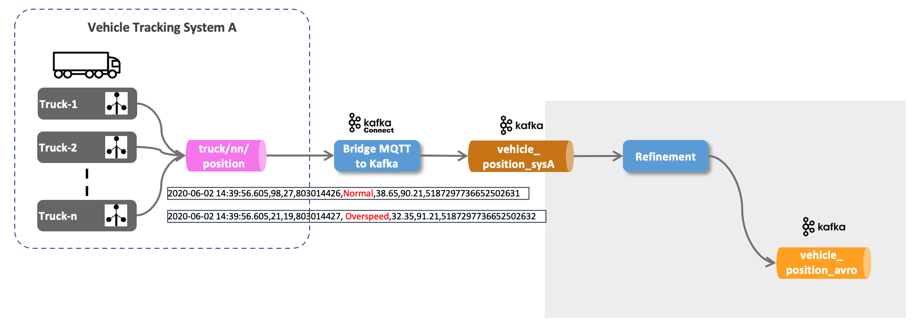 Vehicle Tracking System A
Truck-1
Truck-2
Truck-n
truck/nn/
position
kafka
Connect
Bridge MQTT
to Kafka
kafka
vehicle_
position_sysA
Refinement
2020-06-02 14:39:56.605,98,27,803014426,Normal,38.65,90.21,5187297736652502631
2020-06-02 14:39:56.605,21,19,803014427, Overspeed,32.35,91.21,5187297736652502632
kafka
vehicle_
position_avro